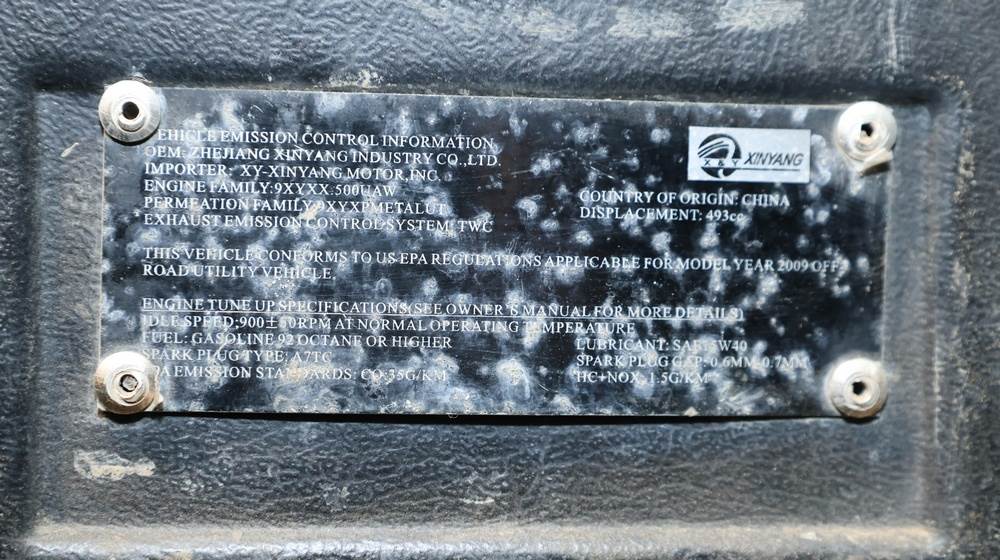 EHICLE EMISSION CONTROL INFORMATION
OEM: ZHEJIANG XINYANG INDUSTRY CO.,LTD.
IMPORTER: XY-XINYANG MOTOR,INC.
ENGINE FAMILY:9XYXX.500UAW
PERMEATION FAMILY:9XYXPMETALUT
EXHAUST EMISSION CONTROL SYSTEM: TWC
X & Y XINYANG
COUNTRY OF ORIGIN: CHINA
DISPLACEMENT: 493cc
THIS VEHICLE CONFORMS TO US EPA REGULATIONS APPLICABLE FOR MODEL YEAR 2009 OFF-
ROAD UTILITY VEHICLE.
ENGINE TUNE UP SPECIFICATIONS(SEE OWNER'S MANUAL FOR MORE DETAILS)
IDLE SPEED:900±50RPM AT NORMAL OPERATING TEMPERATURE
FUEL: GASOLINE 92 OCTANE OR HIGHER
SPARK PLUG TYPE: A7TC
EMISSION STANDARDS: CO:35G/KM
LUBRICANT: SAE 5W40
SPARK PLUG GAP: 0.6MM-0.7MM
HC+NOX: 1.5G/KM